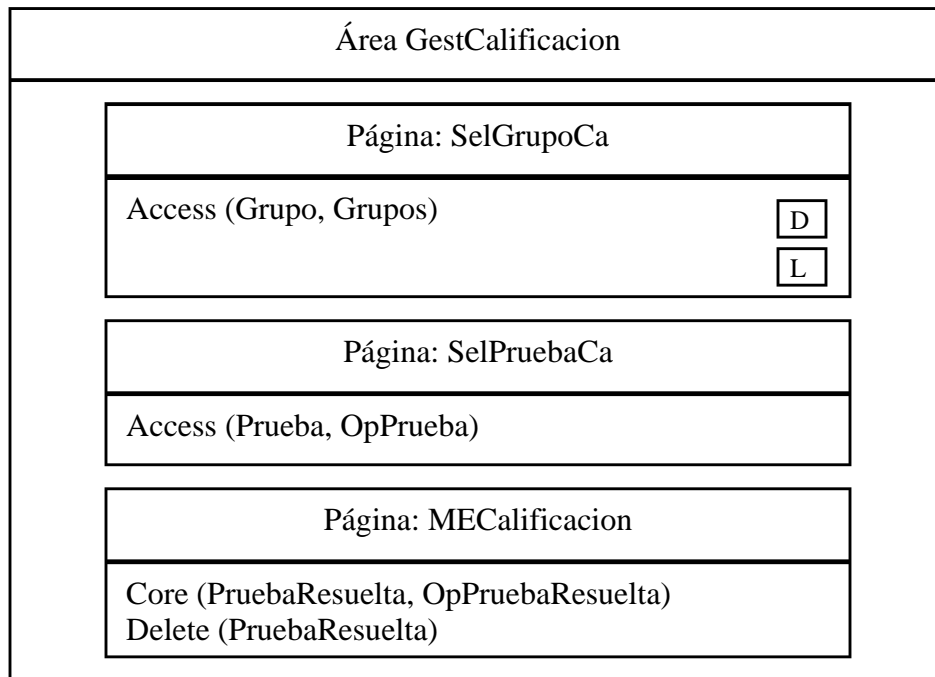 Área GestCalificacion
Página: SelGrupoCa
Access (Grupo, Grupos)
D
L
Página: SelPruebaCa
Access (Prueba, OpPrueba)
Página: MECalificacion
Core (PruebaResuelta, OpPruebaResuelta)
Delete (PruebaResuelta)